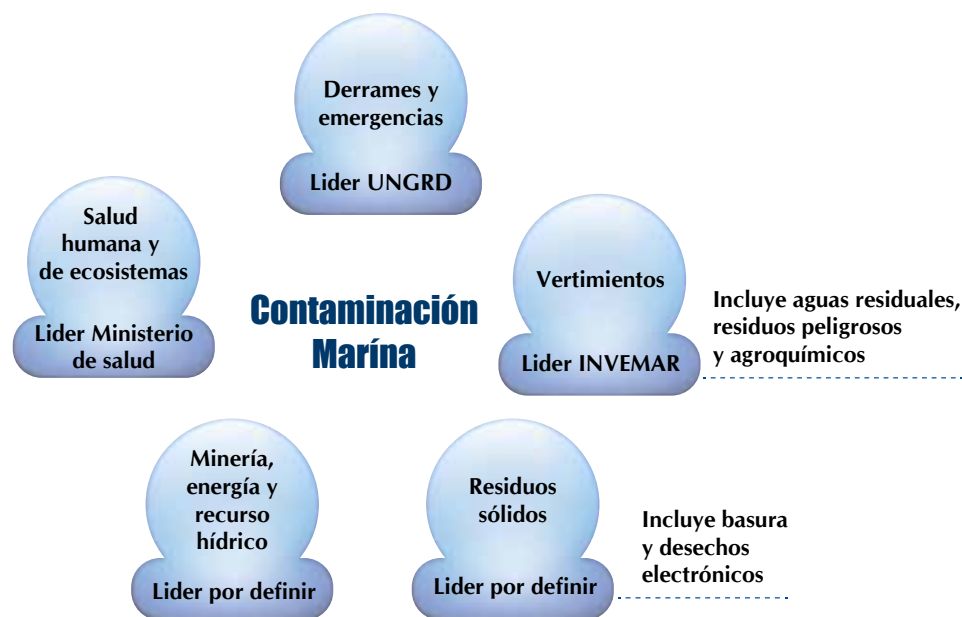 Derrames y
emergencias
Lider UNGRD
Salud
humana y
de ecosistemas
Lider Ministerio
de salud
Contaminación
Marína
Vertimientos
Lider INVEMAR
Incluye aguas residuales,
residuos peligrosos
y agroquímicos
Minería,
energía y
recurso
hídrico
Lider por definir
Residuos
sólidos
Lider por definir
Incluye basura
y desechos
electrónicos